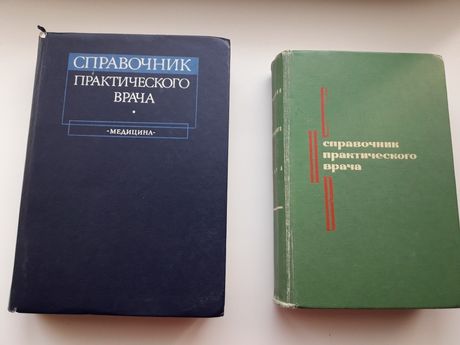 СПРАВОЧНИК
ПРАКТИЧЕСКОГО
ВРАЧА
·МЕДИЦИНА·
справочник
практического
врача